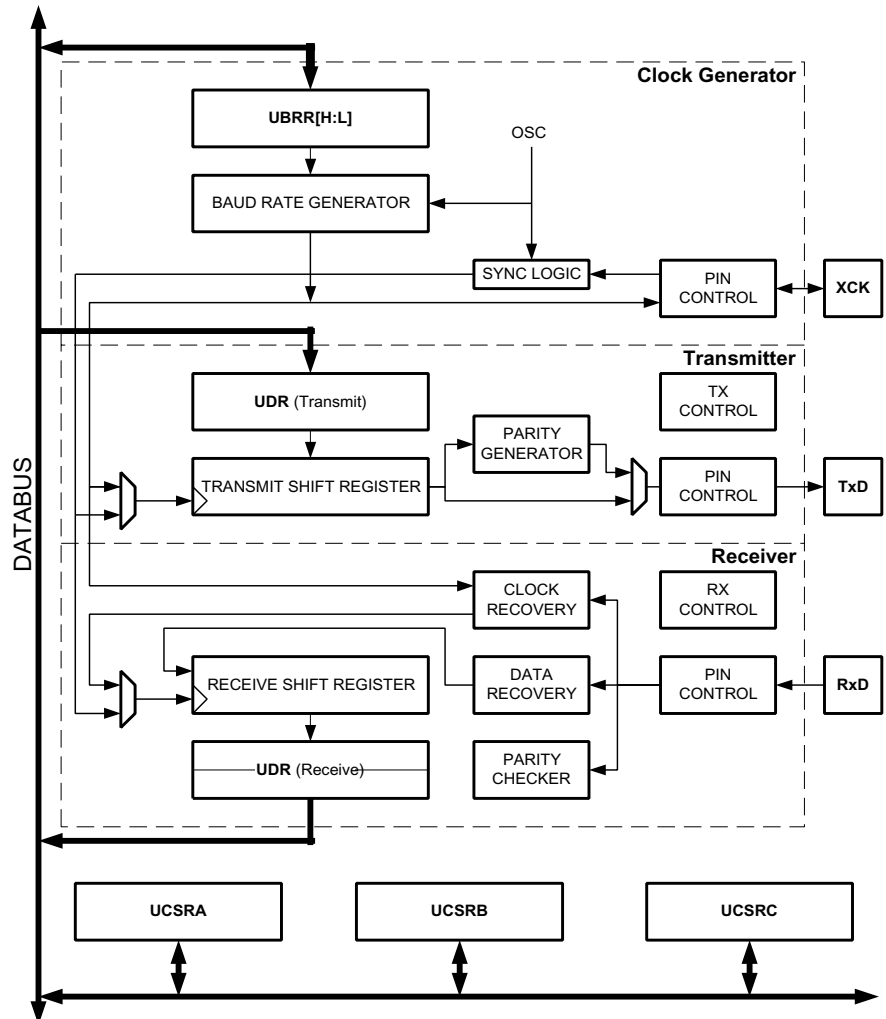 Clock Generator
UBRR[H:L]
OSC
BAUD RATE GENERATOR
SYNC LOGIC
PIN
CONTROL
XCK
DATABUS
Transmitter
UDR (Transmit)
TX
CONTROL
PARITY
GENERATOR
TRANSMIT SHIFT REGISTER
PIN
CONTROL
TxD
Receiver
CLOCK
RECOVERY
RX
CONTROL
RECEIVE SHIFT REGISTER
DATA
RECOVERY
PIN
CONTROL
RxD
UDR (Receive)
PARITY
CHECKER
UCSRA
UCSRB
UCSRC